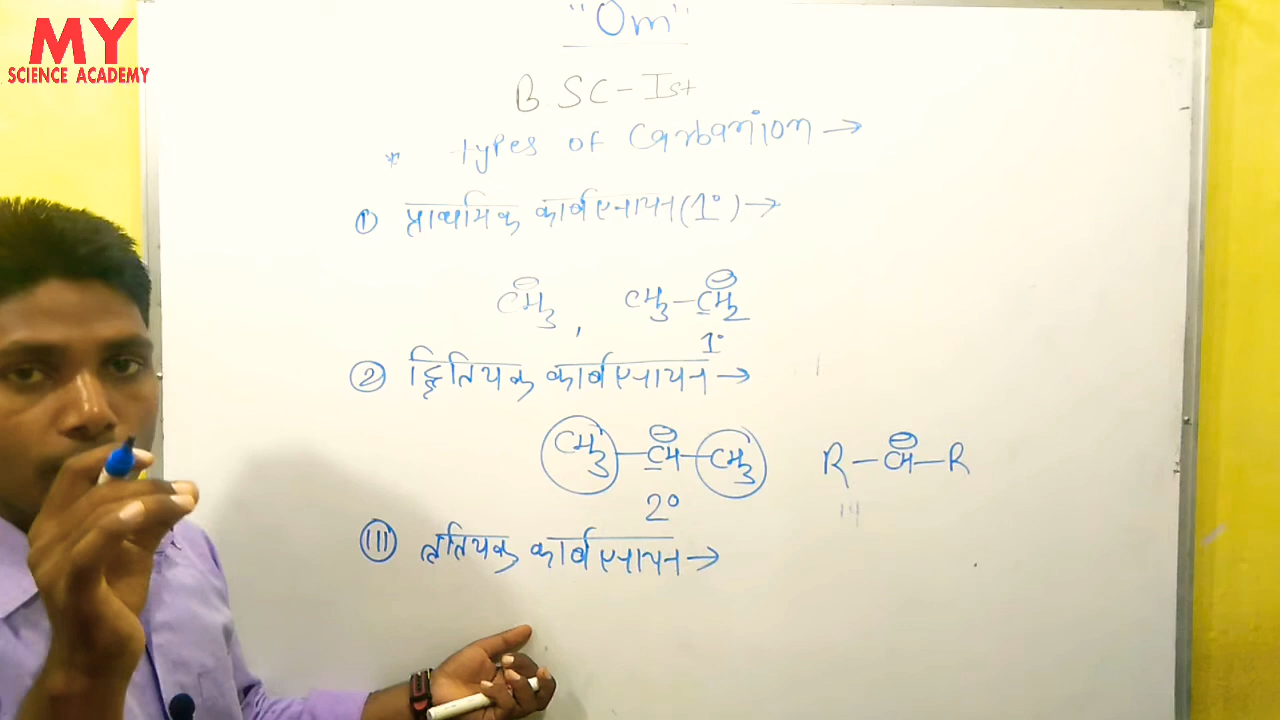 MY
SCIENCE ACADEMY
"Om"
B.SC-Ist
* Types of Carbanion →
① प्राथमिक कार्बएनायन (1°) →
CH₃⊖ , CH₃-CH₂⊖
1°
② द्वितियक कार्बएनायन →
CH₃-CH⊖-CH₃ R-CH⊖-R
2°
(III) तृतियक कार्बएनायन →